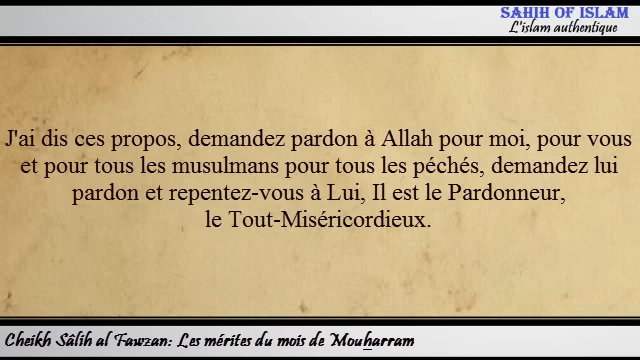 SAHIH OF ISLAM
L'islam authentique
J'ai dis ces propos, demandez pardon à Allah pour moi, pour vous
et pour tous les musulmans pour tous les péchés, demandez lui
pardon et repentez-vous à Lui, Il est le Pardonneur,
le Tout-Miséricordieux.
Cheikh Sâlih al Fawzan: Les mérites du mois de Mouharram